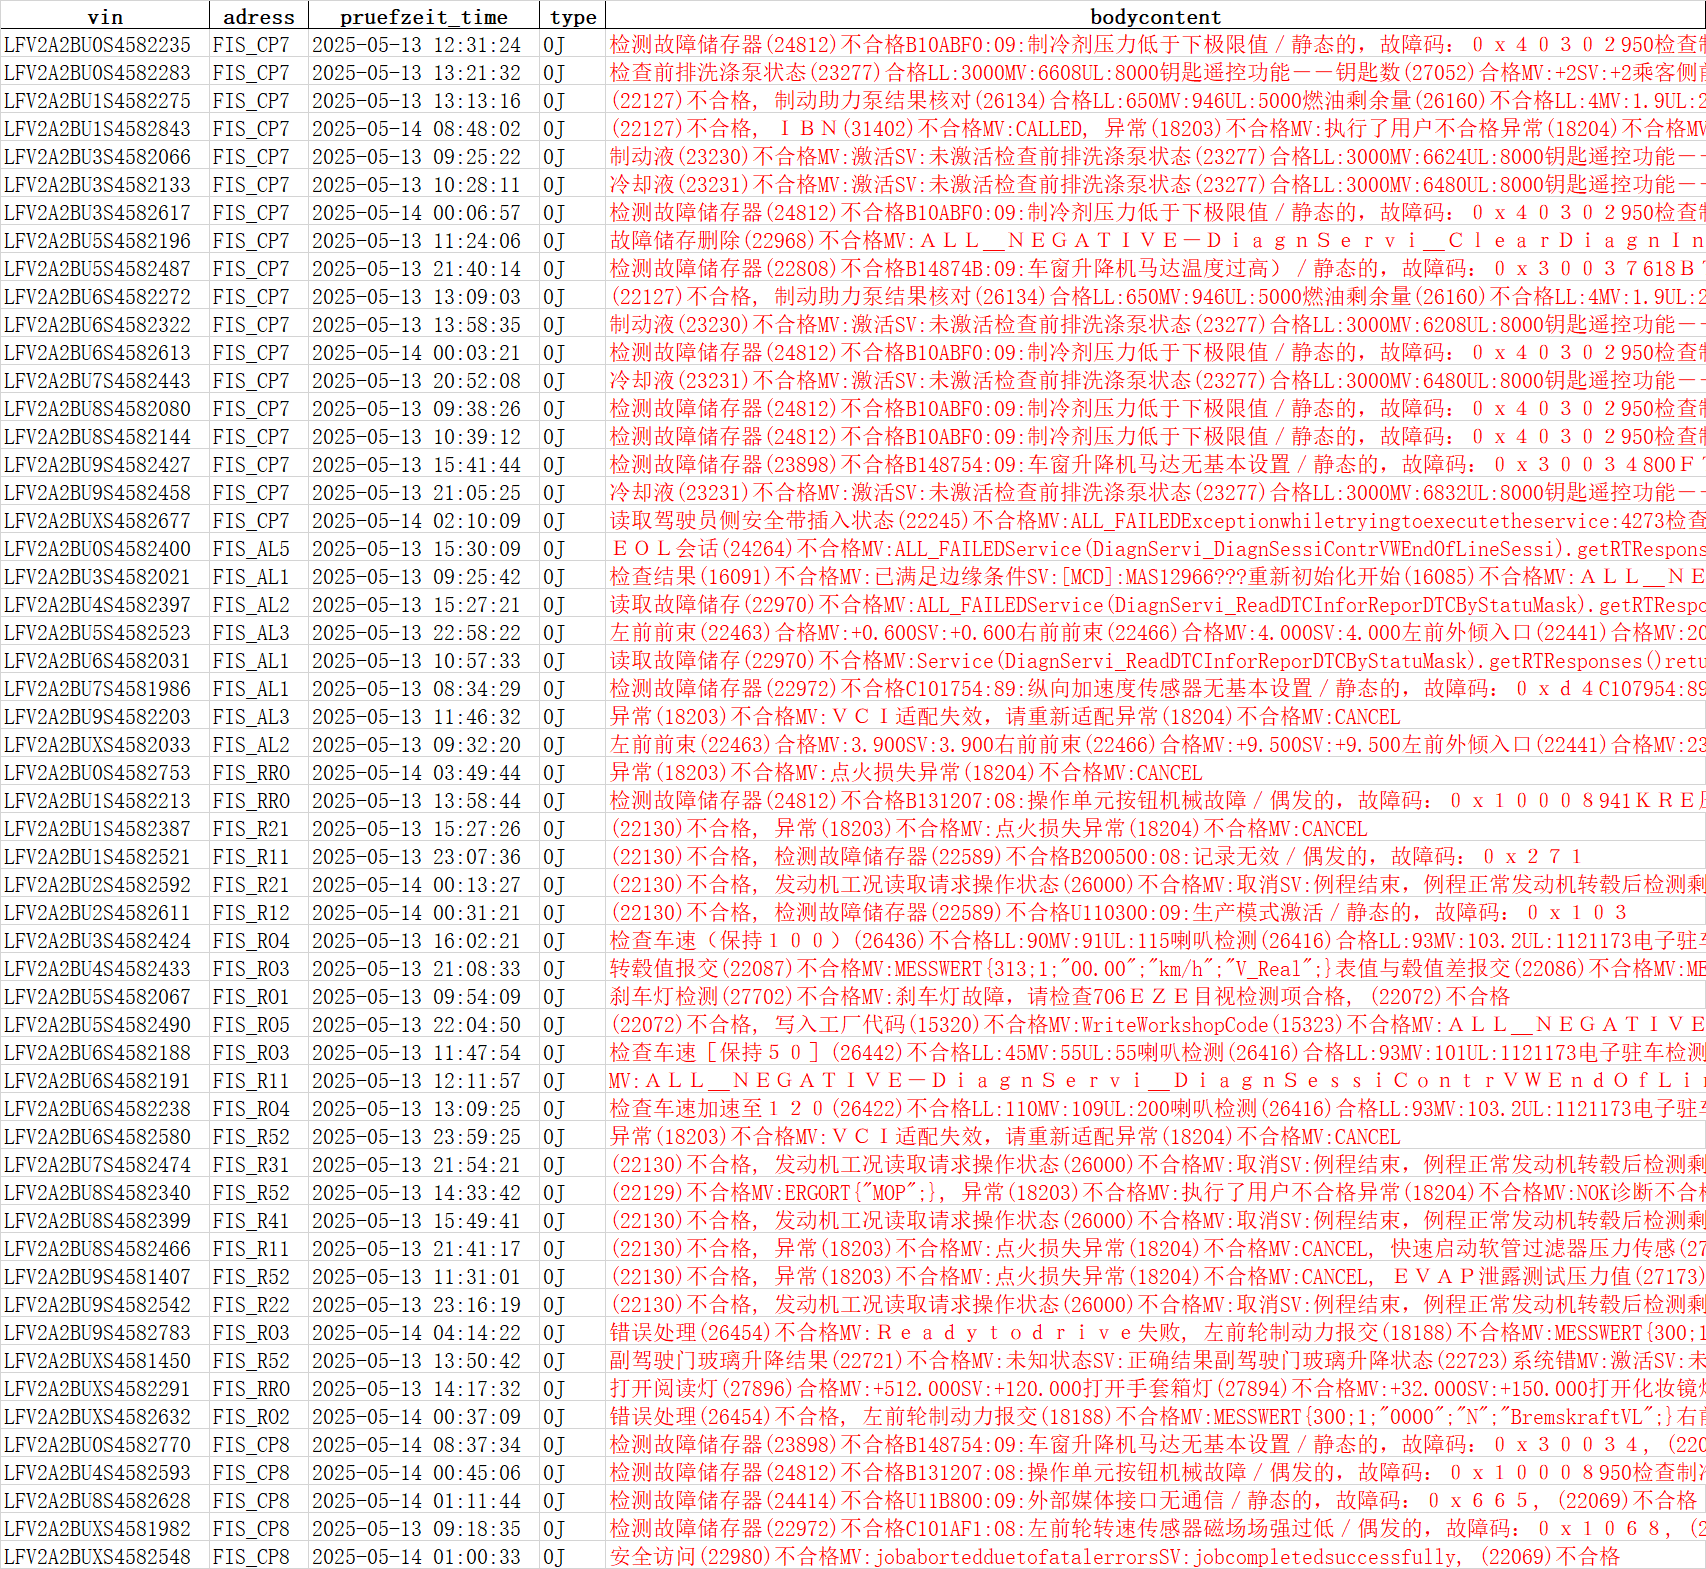 vin adress pruefzeit_time type bodycontent
LFV2A2BU0S4582235 FIS_CP7 2025-05-13 12:31:24 0J 检测故障储存器(24812)不合格B10ABF0:09:制冷剂压力低于下极限值／静态的，故障码：０ｘ４０３０２950检查制
LFV2A2BU0S4582283 FIS_CP7 2025-05-13 13:21:32 0J 检查前排洗涤泵状态(23277)合格LL:3000MV:6608UL:8000钥匙遥控功能－－钥匙数(27052)合格MV:+2SV:+2乘客侧前
LFV2A2BU1S4582275 FIS_CP7 2025-05-13 13:13:16 0J (22127)不合格, 制动助力泵结果核对(26134)合格LL:650MV:946UL:5000燃油剩余量(26160)不合格LL:4MV:1.9UL:2
LFV2A2BU1S4582843 FIS_CP7 2025-05-14 08:48:02 0J (22127)不合格, ＩＢＮ(31402)不合格MV:CALLED, 异常(18203)不合格MV:执行了用户不合格异常(18204)不合格MV
LFV2A2BU3S4582066 FIS_CP7 2025-05-13 09:25:22 0J 制动液(23230)不合格MV:激活SV:未激活检查前排洗涤泵状态(23277)合格LL:3000MV:6624UL:8000钥匙遥控功能－－
LFV2A2BU3S4582133 FIS_CP7 2025-05-13 10:28:11 0J 冷却液(23231)不合格MV:激活SV:未激活检查前排洗涤泵状态(23277)合格LL:3000MV:6480UL:8000钥匙遥控功能－－
LFV2A2BU3S4582617 FIS_CP7 2025-05-14 00:06:57 0J 检测故障储存器(24812)不合格B10ABF0:09:制冷剂压力低于下极限值／静态的，故障码：０ｘ４０３０２950检查制
LFV2A2BU5S4582196 FIS_CP7 2025-05-13 11:24:06 0J 故障储存删除(22968)不合格MV:ＡＬＬ＿ＮＥＧＡＴＩＶＥ－ＤｉａｇｎＳｅｒｖｉ＿ＣｌｅａｒＤｉａｇｎＩｎ
LFV2A2BU5S4582487 FIS_CP7 2025-05-13 21:40:14 0J 检测故障储存器(22808)不合格B14874B:09:车窗升降机马达温度过高）／静态的，故障码：０ｘ３００３７618Ｂ７
LFV2A2BU6S4582272 FIS_CP7 2025-05-13 13:09:03 0J (22127)不合格, 制动助力泵结果核对(26134)合格LL:650MV:946UL:5000燃油剩余量(26160)不合格LL:4MV:1.9UL:2
LFV2A2BU6S4582322 FIS_CP7 2025-05-13 13:58:35 0J 制动液(23230)不合格MV:激活SV:未激活检查前排洗涤泵状态(23277)合格LL:3000MV:6208UL:8000钥匙遥控功能－－
LFV2A2BU6S4582613 FIS_CP7 2025-05-14 00:03:21 0J 检测故障储存器(24812)不合格B10ABF0:09:制冷剂压力低于下极限值／静态的，故障码：０ｘ４０３０２950检查制
LFV2A2BU7S4582443 FIS_CP7 2025-05-13 20:52:08 0J 冷却液(23231)不合格MV:激活SV:未激活检查前排洗涤泵状态(23277)合格LL:3000MV:6480UL:8000钥匙遥控功能－－
LFV2A2BU8S4582080 FIS_CP7 2025-05-13 09:38:26 0J 检测故障储存器(24812)不合格B10ABF0:09:制冷剂压力低于下极限值／静态的，故障码：０ｘ４０３０２950检查制
LFV2A2BU8S4582144 FIS_CP7 2025-05-13 10:39:12 0J 检测故障储存器(24812)不合格B10ABF0:09:制冷剂压力低于下极限值／静态的，故障码：０ｘ４０３０２950检查制
LFV2A2BU9S4582427 FIS_CP7 2025-05-13 15:41:44 0J 检测故障储存器(23898)不合格B148754:09:车窗升降机马达无基本设置／静态的，故障码：０ｘ３００３４800Ｆ７
LFV2A2BU9S4582458 FIS_CP7 2025-05-13 21:05:25 0J 冷却液(23231)不合格MV:激活SV:未激活检查前排洗涤泵状态(23277)合格LL:3000MV:6832UL:8000钥匙遥控功能－－
LFV2A2BUXS4582677 FIS_CP7 2025-05-14 02:10:09 0J 读取驾驶员侧安全带插入状态(22245)不合格MV:ALL_FAILEDExceptionwhiletryingtoexecutetheservice:4273检查
LFV2A2BU0S4582400 FIS_AL5 2025-05-13 15:30:09 0J ＥＯＬ会话(24264)不合格MV:ALL_FAILEDService(DiagnServi_DiagnSessiContrVWEndOfLineSessi).getRTRespons
LFV2A2BU3S4582021 FIS_AL1 2025-05-13 09:25:42 0J 检查结果(16091)不合格MV:已满足边缘条件SV:[MCD]:MAS12966???重新初始化开始(16085)不合格MV:ＡＬＬ＿ＮＥ
LFV2A2BU4S4582397 FIS_AL2 2025-05-13 15:27:21 0J 读取故障储存(22970)不合格MV:ALL_FAILEDService(DiagnServi_ReadDTCInforReporDTCByStatuMask).getRTRespo
LFV2A2BU5S4582523 FIS_AL3 2025-05-13 22:58:22 0J 左前前束(22463)合格MV:+0.600SV:+0.600右前前束(22466)合格MV:4.000SV:4.000左前外倾入口(22441)合格MV:20
LFV2A2BU6S4582031 FIS_AL1 2025-05-13 10:57:33 0J 读取故障储存(22970)不合格MV:Service(DiagnServi_ReadDTCInforReporDTCByStatuMask).getRTResponses()retu
LFV2A2BU7S4581986 FIS_AL1 2025-05-13 08:34:29 0J 检测故障储存器(22972)不合格C101754:89:纵向加速度传感器无基本设置／静态的，故障码：０ｘｄ４C107954:89
LFV2A2BU9S4582203 FIS_AL3 2025-05-13 11:46:32 0J 异常(18203)不合格MV:ＶＣＩ适配失效，请重新适配异常(18204)不合格MV:CANCEL
LFV2A2BUXS4582033 FIS_AL2 2025-05-13 09:32:20 0J 左前前束(22463)合格MV:3.900SV:3.900右前前束(22466)合格MV:+9.500SV:+9.500左前外倾入口(22441)合格MV:23
LFV2A2BU0S4582753 FIS_RR0 2025-05-14 03:49:44 0J 异常(18203)不合格MV:点火损失异常(18204)不合格MV:CANCEL
LFV2A2BU1S4582213 FIS_RR0 2025-05-13 13:58:44 0J 检测故障储存器(24812)不合格B131207:08:操作单元按钮机械故障／偶发的，故障码：０ｘ１０００８941ＫＲＥ压
LFV2A2BU1S4582387 FIS_R21 2025-05-13 15:27:26 0J (22130)不合格, 异常(18203)不合格MV:点火损失异常(18204)不合格MV:CANCEL
LFV2A2BU1S4582521 FIS_R11 2025-05-13 23:07:36 0J (22130)不合格, 检测故障储存器(22589)不合格B200500:08:记录无效／偶发的，故障码：０ｘ２７１
LFV2A2BU2S4582592 FIS_R21 2025-05-14 00:13:27 0J (22130)不合格, 发动机工况读取请求操作状态(26000)不合格MV:取消SV:例程结束，例程正常发动机转毂后检测剩
LFV2A2BU2S4582611 FIS_R12 2025-05-14 00:31:21 0J (22130)不合格, 检测故障储存器(22589)不合格U110300:09:生产模式激活／静态的，故障码：０ｘ１０３
LFV2A2BU3S4582424 FIS_R04 2025-05-13 16:02:21 0J 检查车速（保持１００）(26436)不合格LL:90MV:91UL:115喇叭检测(26416)合格LL:93MV:103.2UL:1121173电子驻车
LFV2A2BU4S4582433 FIS_R03 2025-05-13 21:08:33 0J 转毂值报交(22087)不合格MV:MESSWERT{313;1;"00.00";"km/h";"V_Real";}表值与毂值差报交(22086)不合格MV:ME
LFV2A2BU5S4582067 FIS_R01 2025-05-13 09:54:09 0J 刹车灯检测(27702)不合格MV:刹车灯故障，请检查706ＥＺＥ目视检测项合格, (22072)不合格
LFV2A2BU5S4582490 FIS_R05 2025-05-13 22:04:50 0J (22072)不合格, 写入工厂代码(15320)不合格MV:WriteWorkshopCode(15323)不合格MV:ＡＬＬ＿ＮＥＧＡＴＩＶＥ
LFV2A2BU6S4582188 FIS_R03 2025-05-13 11:47:54 0J 检查车速［保持５０］(26442)不合格LL:45MV:55UL:55喇叭检测(26416)合格LL:93MV:101UL:1121173电子驻车检测
LFV2A2BU6S4582191 FIS_R11 2025-05-13 12:11:57 0J MV:ＡＬＬ＿ＮＥＧＡＴＩＶＥ－ＤｉａｇｎＳｅｒｖｉ＿ＤｉａｇｎＳｅｓｓｉＣｏｎｔｒＶＷＥｎｄＯｆＬｉｎ
LFV2A2BU6S4582238 FIS_R04 2025-05-13 13:09:25 0J 检查车速加速至１２０(26422)不合格LL:110MV:109UL:200喇叭检测(26416)合格LL:93MV:103.2UL:1121173电子驻车
LFV2A2BU6S4582580 FIS_R52 2025-05-13 23:59:25 0J 异常(18203)不合格MV:ＶＣＩ适配失效，请重新适配异常(18204)不合格MV:CANCEL
LFV2A2BU7S4582474 FIS_R31 2025-05-13 21:54:21 0J (22130)不合格, 发动机工况读取请求操作状态(26000)不合格MV:取消SV:例程结束，例程正常发动机转毂后检测剩
LFV2A2BU8S4582340 FIS_R52 2025-05-13 14:33:42 0J (22129)不合格MV:ERGORT{"MOP";}, 异常(18203)不合格MV:执行了用户不合格异常(18204)不合格MV:NOK诊断不合格
LFV2A2BU8S4582399 FIS_R41 2025-05-13 15:49:41 0J (22130)不合格, 发动机工况读取请求操作状态(26000)不合格MV:取消SV:例程结束，例程正常发动机转毂后检测剩
LFV2A2BU8S4582466 FIS_R11 2025-05-13 21:41:17 0J (22130)不合格, 异常(18203)不合格MV:点火损失异常(18204)不合格MV:CANCEL, 快速启动软管过滤器压力传感(27
LFV2A2BU9S4581407 FIS_R52 2025-05-13 11:31:01 0J (22130)不合格, 异常(18203)不合格MV:点火损失异常(18204)不合格MV:CANCEL, ＥＶＡＰ泄露测试压力值(27173)
LFV2A2BU9S4582542 FIS_R22 2025-05-13 23:16:19 0J (22130)不合格, 发动机工况读取请求操作状态(26000)不合格MV:取消SV:例程结束，例程正常发动机转毂后检测剩
LFV2A2BU9S4582783 FIS_R03 2025-05-14 04:14:22 0J 错误处理(26454)不合格MV:Ｒｅａｄｙｔｏｄｒｉｖｅ失败, 左前轮制动力报交(18188)不合格MV:MESSWERT{300;1
LFV2A2BUXS4581450 FIS_R52 2025-05-13 13:50:42 0J 副驾驶门玻璃升降结果(22721)不合格MV:未知状态SV:正确结果副驾驶门玻璃升降状态(22723)系统错MV:激活SV:未
LFV2A2BUXS4582291 FIS_RR0 2025-05-13 14:17:32 0J 打开阅读灯(27896)合格MV:+512.000SV:+120.000打开手套箱灯(27894)不合格MV:+32.000SV:+150.000打开化妆镜灯
LFV2A2BUXS4582632 FIS_R02 2025-05-14 00:37:09 0J 错误处理(26454)不合格, 左前轮制动力报交(18188)不合格MV:MESSWERT{300;1;"0000";"N";"BremskraftVL";}右前
LFV2A2BU0S4582770 FIS_CP8 2025-05-14 08:37:34 0J 检测故障储存器(23898)不合格B148754:09:车窗升降机马达无基本设置／静态的，故障码：０ｘ３００３４, (220
LFV2A2BU4S4582593 FIS_CP8 2025-05-14 00:45:06 0J 检测故障储存器(24812)不合格B131207:08:操作单元按钮机械故障／偶发的，故障码：０ｘ１０００８950检查制冷
LFV2A2BU8S4582628 FIS_CP8 2025-05-14 01:11:44 0J 检测故障储存器(24414)不合格U11B800:09:外部媒体接口无通信／静态的，故障码：０ｘ６６５, (22069)不合格
LFV2A2BUXS4581982 FIS_CP8 2025-05-13 09:18:35 0J 检测故障储存器(22972)不合格C101AF1:08:左前轮转速传感器磁场场强过低／偶发的，故障码：０ｘ１０６８, (2
LFV2A2BUXS4582548 FIS_CP8 2025-05-14 01:00:33 0J 安全访问(22980)不合格MV:jobabortedduetofatalerrorsSV:jobcompletedsuccessfully, (22069)不合格